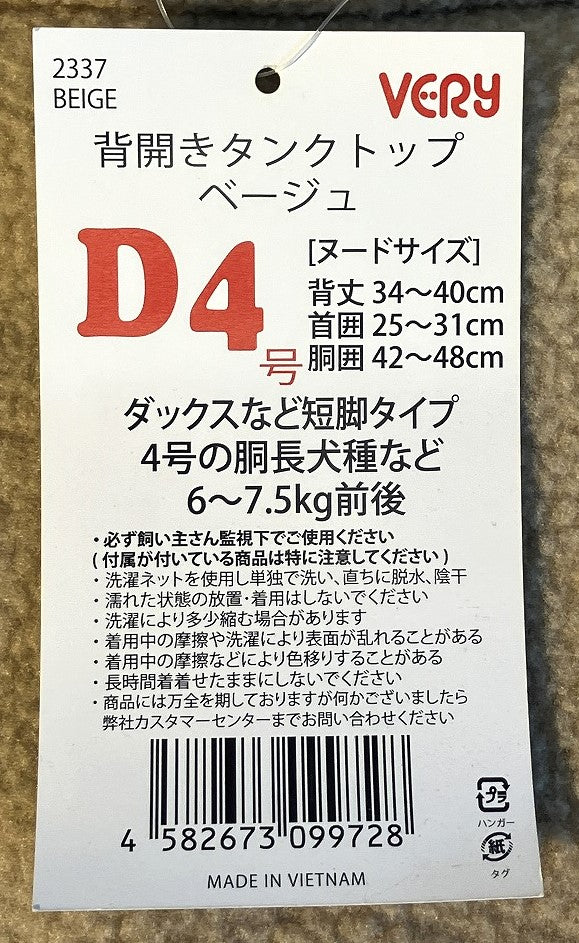 2337
BEIGE
VERY
背開きタンクトップ
ベージュ
D4号
[ヌードサイズ]
背丈 34〜40cm
首囲 25〜31cm
胴囲 42〜48cm
ダックスなど短脚タイプ
4号の胴長犬種など
6〜7.5kg前後
・必ず飼い主さん監視下でご使用ください
(付属が付いている商品は特に注意してください)
・洗濯ネットを使用し単独で洗い、直ちに脱水、陰干
・濡れた状態の放置・着用はしないでください
・洗濯により多少縮む場合があります
・着用中の摩擦や洗濯により表面が乱れることがある
・着用中の摩擦などにより色移りすることがある
・長時間着着せたままにしないでください
・商品には万全を期しておりますが何かございましたら
弊社カスタマーセンターまでお問い合わせください
4 582673 099728
プラ
ハンガー
紙
タグ
MADE IN VIETNAM